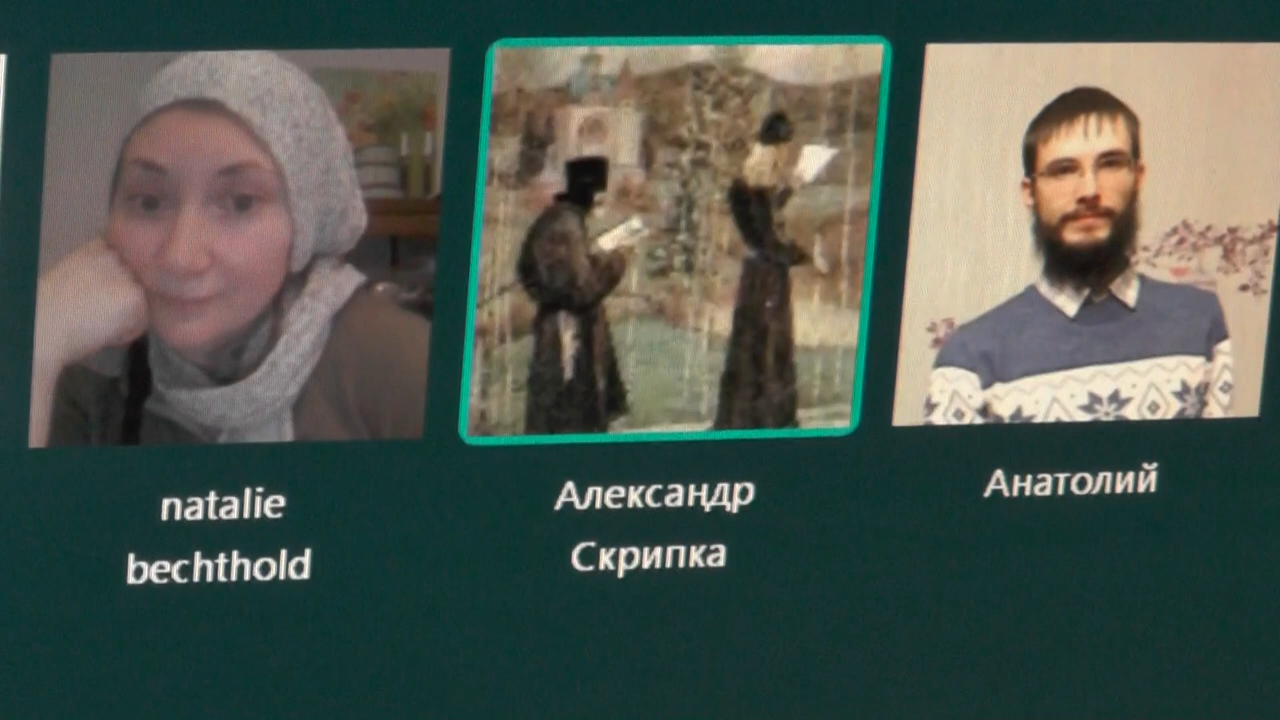 natalie
bechthold
Александр
Скрипка
Анатолий